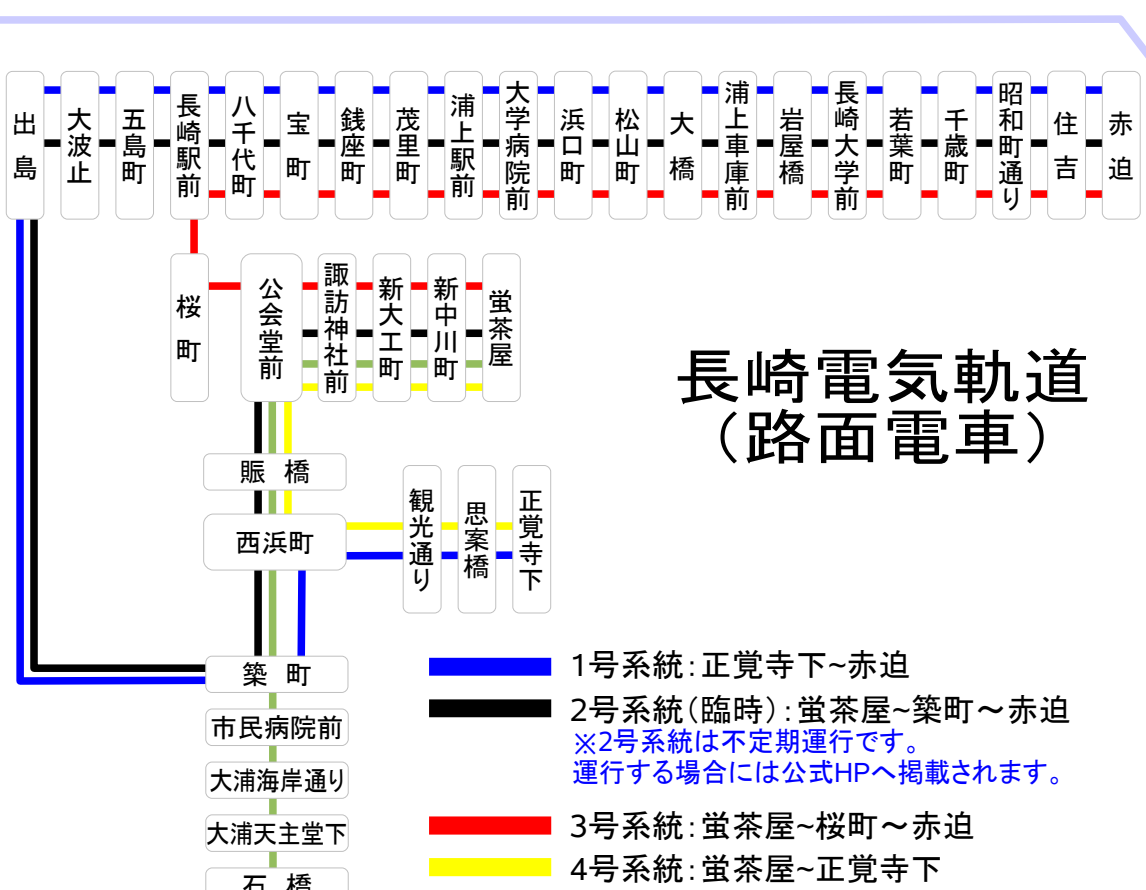 出島
大波止
五島町
長崎駅前
八千代町
宝町
銭座町
茂里町
浦上駅前
大学病院前
浜口町
松山町
大橋
浦上車庫前
岩屋橋
長崎大学前
若葉町
千歳町
昭和町通り
住吉
赤迫
桜町
公会堂前
諏訪神社前
新大工町
新中川町
蛍茶屋
長崎電気軌道
（路面電車）
賑橋
西浜町
観光通り
思案橋
正覚寺下
築町
市民病院前
大浦海岸通り
大浦天主堂下
石橋
1号系統：正覚寺下~赤迫
2号系統（臨時）：蛍茶屋~築町～赤迫
※2号系統は不定期運行です。
運行する場合には公式HPへ掲載されます。
3号系統：蛍茶屋~桜町～赤迫
4号系統：蛍茶屋~正覚寺下